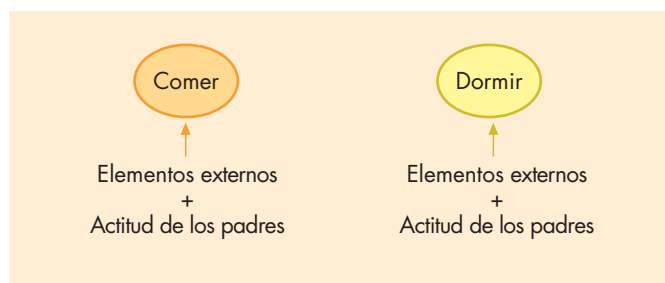 Comer
Elementos externos
+
Actitud de los padres
Dormir
Elementos externos
+
Actitud de los padres